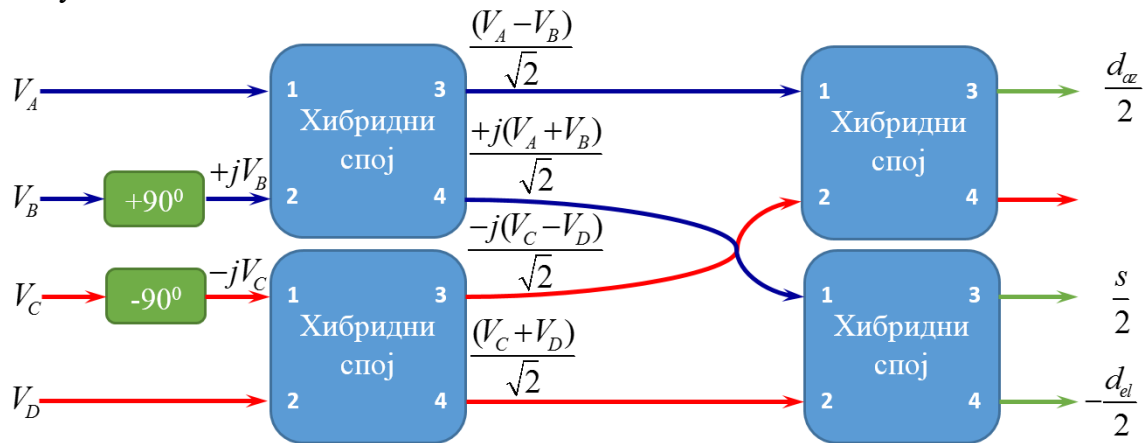 V_A
V_B
V_C
V_D
+90⁰
-90⁰
+jV_B
-jV_C
1 3
Хибридни
спој
2 4
1 3
Хибридни
спој
2 4
(V_A - V_B)/√2
+j(V_A + V_B)/√2
-j(V_C - V_D)/√2
(V_C + V_D)/√2
1 3
Хибридни
спој
2 4
1 3
Хибридни
спој
2 4
d_az/2
s/2
-d_el/2